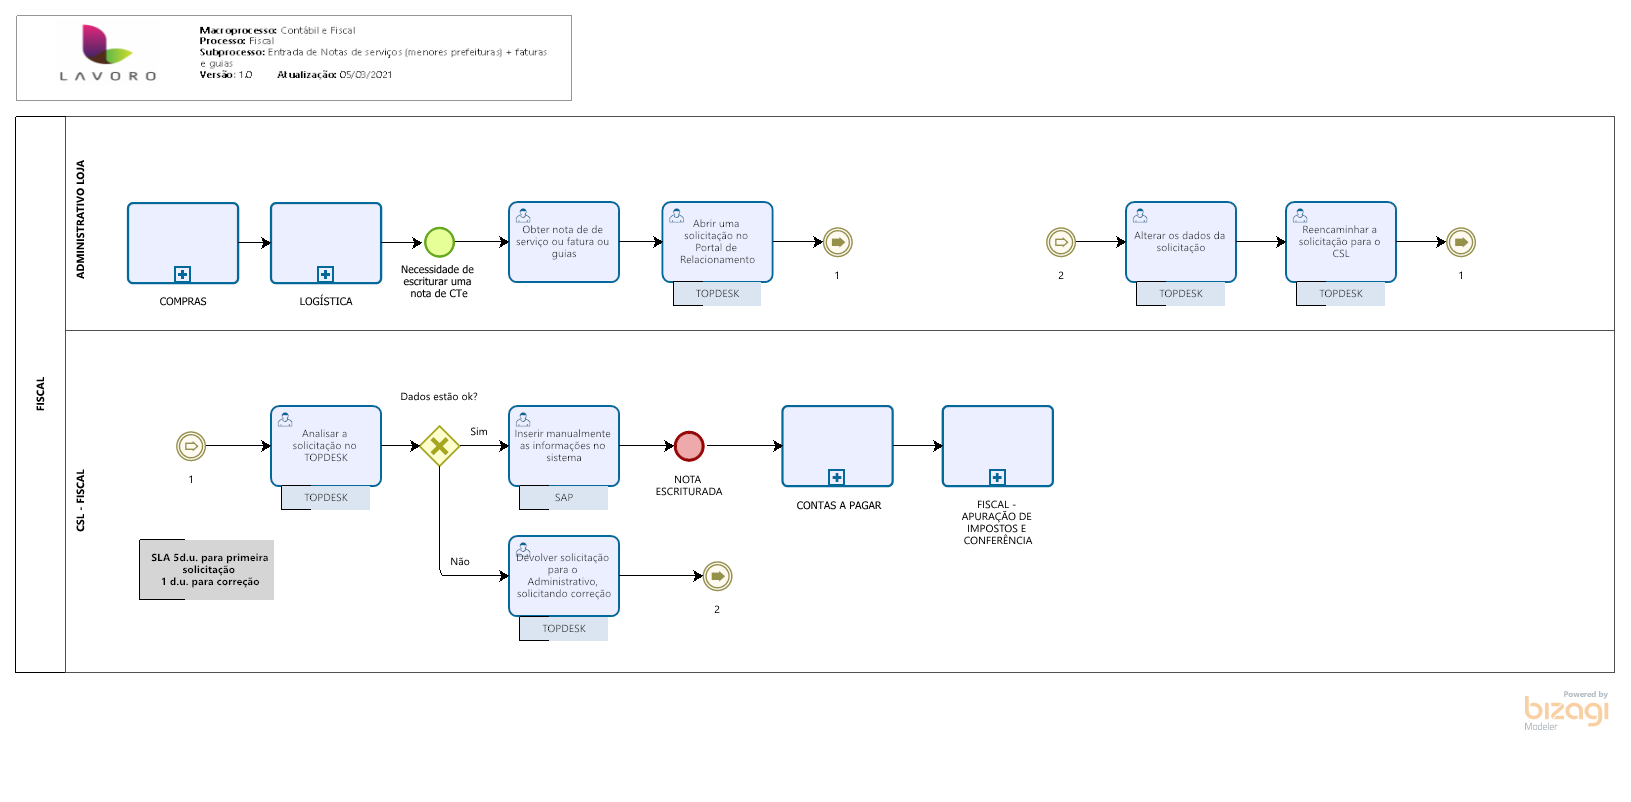 LAVORO
Macroprocesso: Contábil e Fiscal
Processo: Fiscal
Subprocesso: Entrada de Notas de serviços (menores prefeituras) + faturas
e guias
Versão: 1.0 Atualização: 05/03/2021
FISCAL
ADMINISTRATIVO LOJA
COMPRAS
LOGÍSTICA
Necessidade de
escriturar uma
nota de CTe
Obter nota de de
serviço ou fatura ou
guias
Abrir uma
solicitação no
Portal de
Relacionamento
TOPDESK
1
2
Alterar os dados da
solicitação
TOPDESK
Reencaminhar a
solicitação para o
CSL
TOPDESK
1
CSL - FISCAL
1
Analisar a
solicitação no
TOPDESK
TOPDESK
Dados estão ok?
Sim
Inserir manualmente
as informações no
sistema
SAP
NOTA
ESCRITURADA
CONTAS A PAGAR
FISCAL -
APURAÇÃO DE
IMPOSTOS E
CONFERÊNCIA
SLA 5d.u. para primeira
solicitação
1 d.u. para correção
Não
Devolver solicitação
para o
Administrativo,
solicitando correção
TOPDESK
2
Powered by
bizagi
Modeler